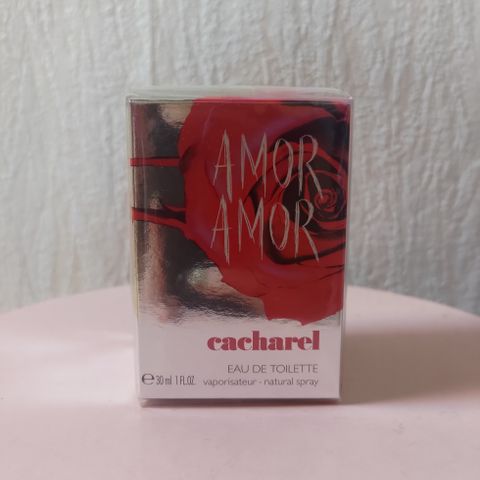 AMOR
AMOR
cacharel
EAU DE TOILETTE
℮ 30 ml 1 FL.OZ. vaporisateur - natural spray